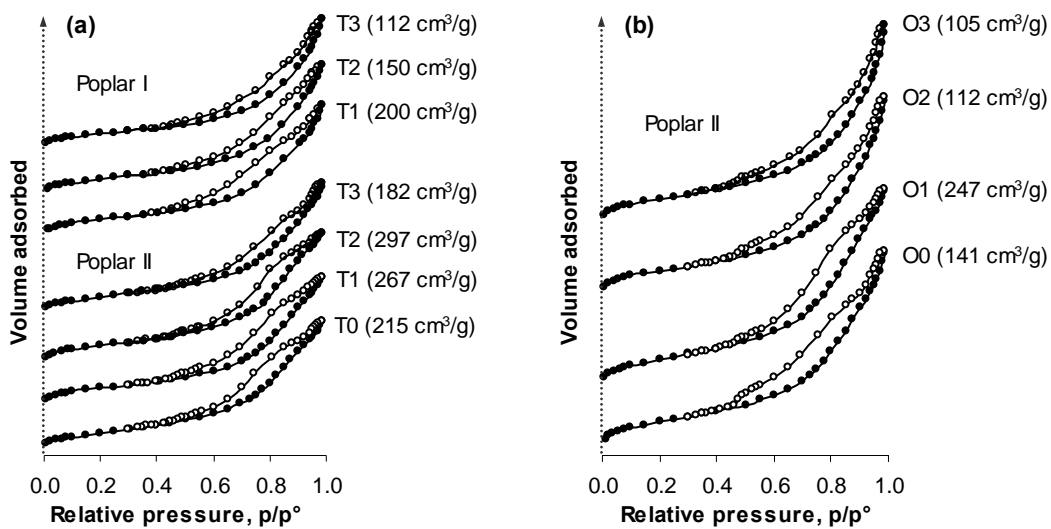 (a)
T3 (112 cm³/g)
T2 (150 cm³/g)
Poplar I
T1 (200 cm³/g)
T3 (182 cm³/g)
T2 (297 cm³/g)
Poplar II
T1 (267 cm³/g)
T0 (215 cm³/g)
Volume adsorbed
0.0 0.2 0.4 0.6 0.8 1.0
Relative pressure, p/p°
(b)
O3 (105 cm³/g)
O2 (112 cm³/g)
Poplar II
O1 (247 cm³/g)
O0 (141 cm³/g)
Volume adsorbed
0.0 0.2 0.4 0.6 0.8 1.0
Relative pressure, p/p°